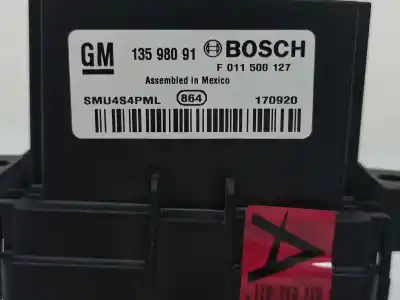 GM 135 980 91 BOSCH
F 011 500 127
Assembled in Mexico
SMU4S4PML 864 170920
A